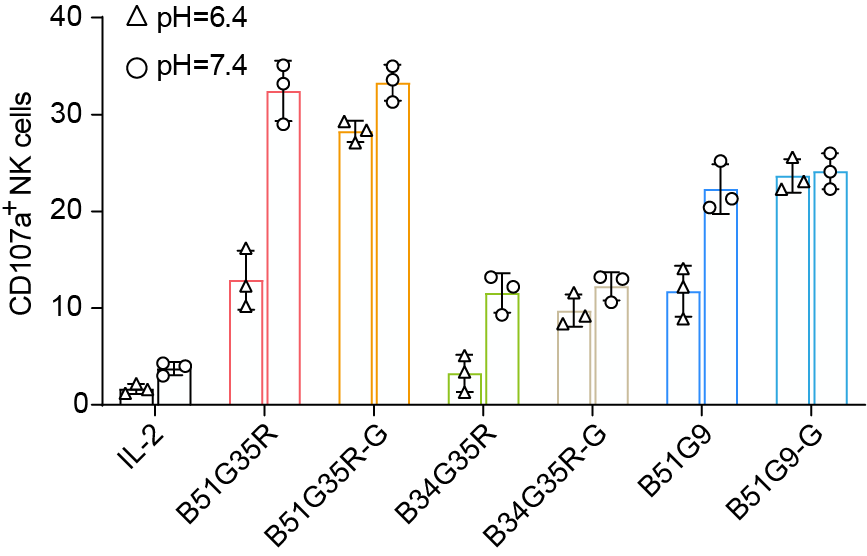 40
pH=6.4
pH=7.4
30
20
10
0
CD107a+ NK cells
IL-2
B51G35R
B51G35R-G
B34G35R
B34G35R-G
B51G9
B51G9-G